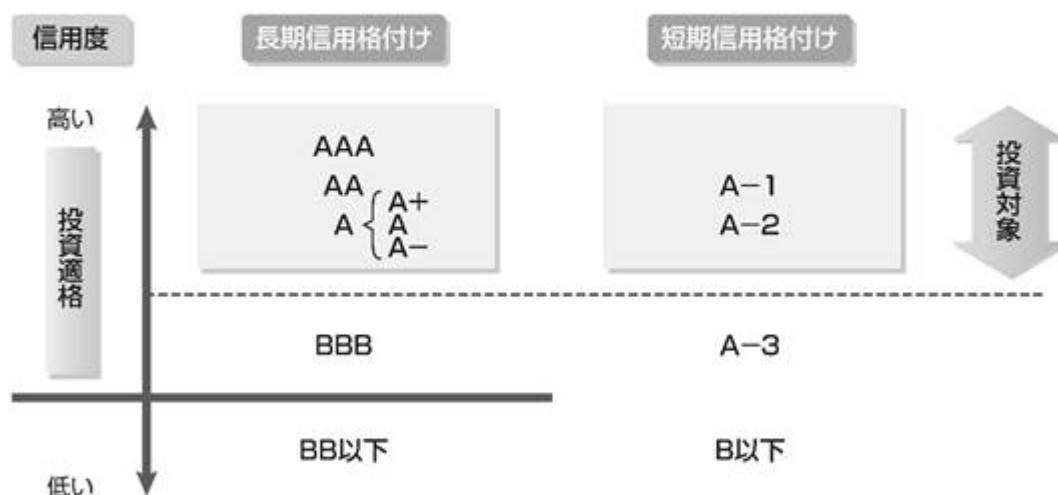 信用度
長期信用格付け
短期信用格付け
高い
投資適格
低い
AAA
AA
A { A+
A
A−
BBB
BB以下
A−1
A−2
A−3
B以下
投資対象